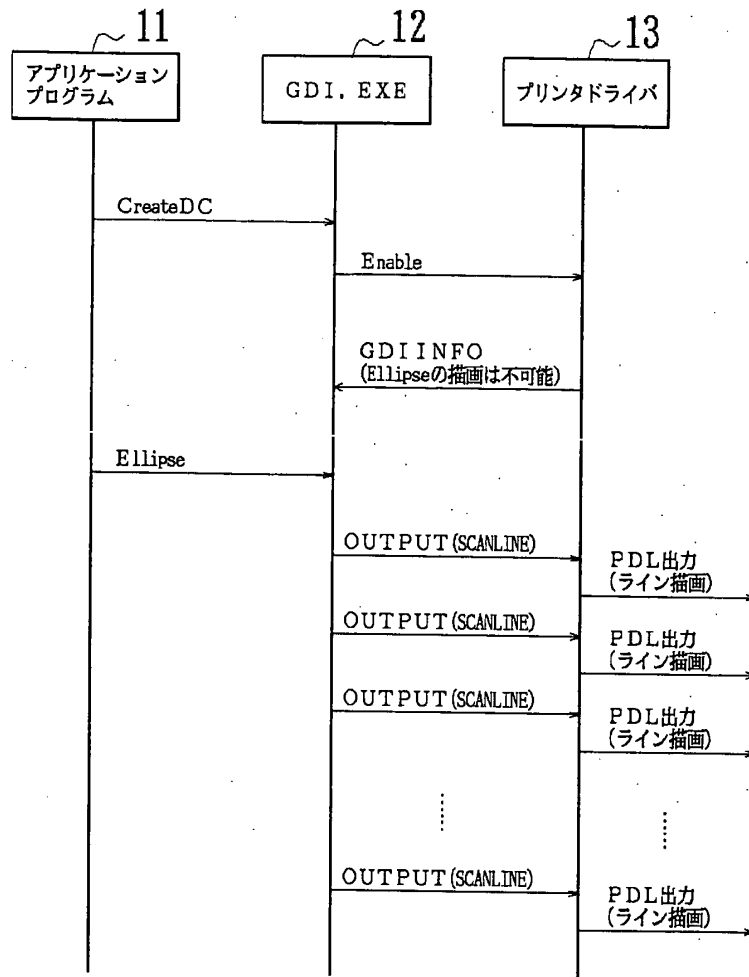 11
12
13
アプリケーション
プログラム
GDI.EXE
プリンタドライバ
CreateDC
Enable
GDIINFO
(Ellipseの描画は不可能)
Ellipse
OUTPUT(SCANLINE)
PDL出力
(ライン描画)
OUTPUT(SCANLINE)
PDL出力
(ライン描画)
OUTPUT(SCANLINE)
PDL出力
(ライン描画)
OUTPUT(SCANLINE)
PDL出力
(ライン描画)